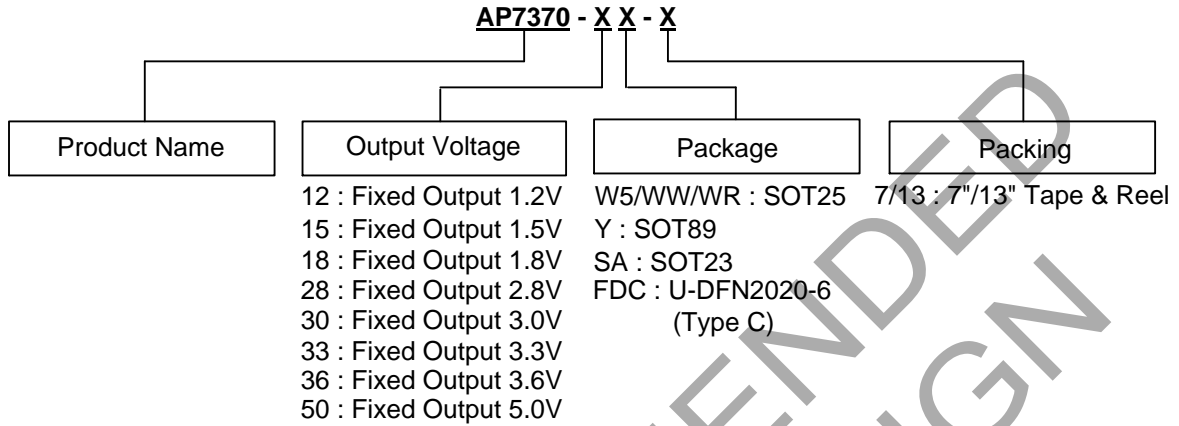 AP7370 - X X - X
Product Name
Output Voltage
Package
Packing
12 : Fixed Output 1.2V
15 : Fixed Output 1.5V
18 : Fixed Output 1.8V
28 : Fixed Output 2.8V
30 : Fixed Output 3.0V
33 : Fixed Output 3.3V
36 : Fixed Output 3.6V
50 : Fixed Output 5.0V
W5/WW/WR : SOT25
Y : SOT89
SA : SOT23
FDC : U-DFN2020-6
(Type C)
7/13 : 7"/13" Tape & Reel
ENDED
IGN